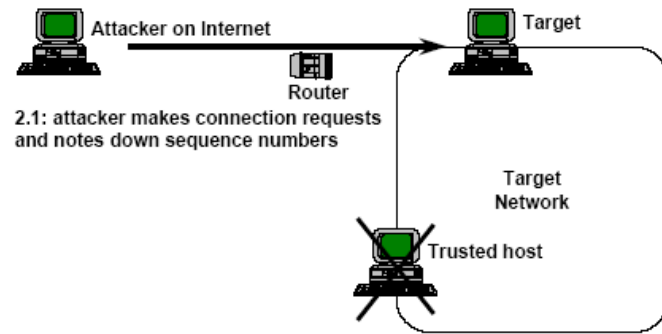 Attacker on Internet
Target
Router
2.1: attacker makes connection requests
and notes down sequence numbers
Target
Network
Trusted host